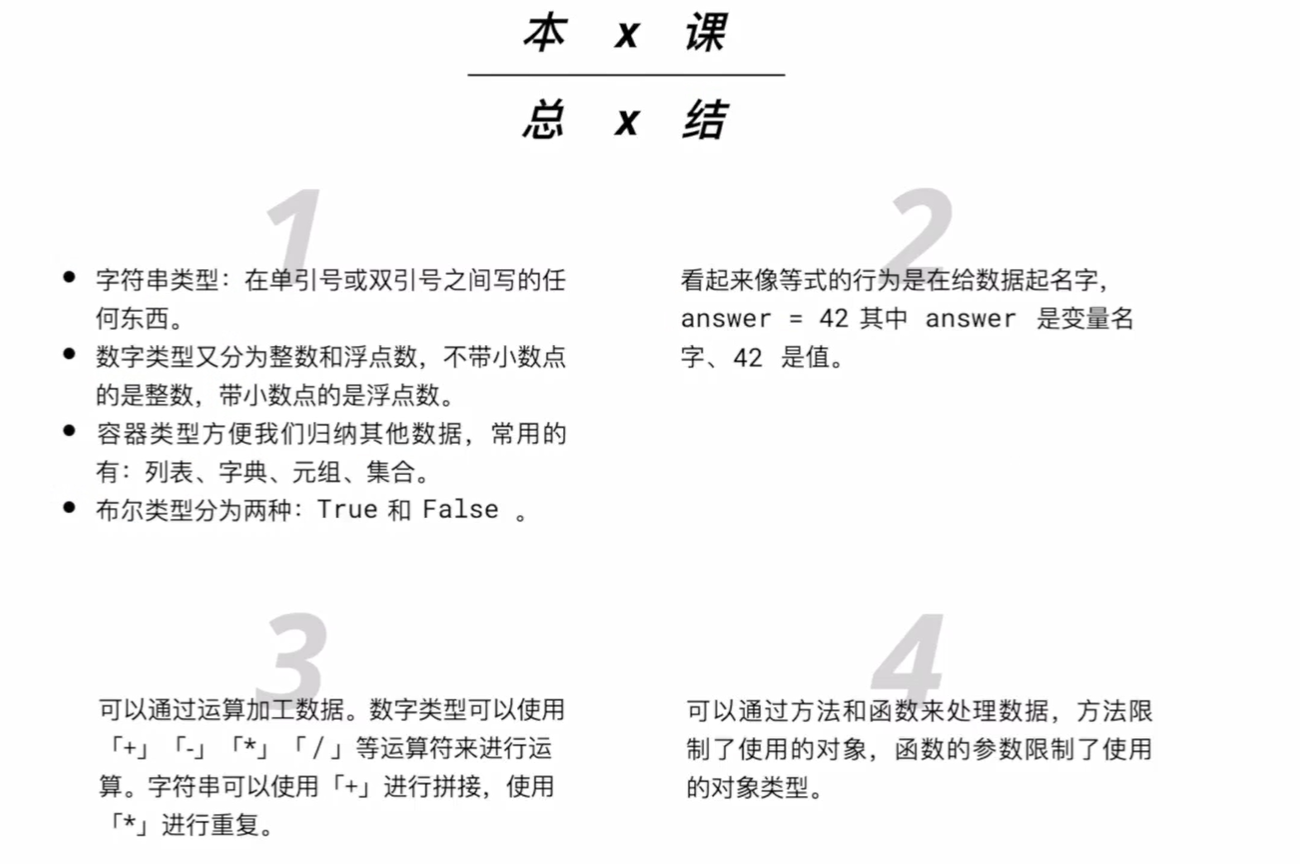 本 x 课
总 x 结
1
● 字符串类型：在单引号或双引号之间写的任
何东西。
● 数字类型又分为整数和浮点数，不带小数点
的是整数，带小数点的是浮点数。
● 容器类型方便我们归纳其他数据，常用的
有：列表、字典、元组、集合。
● 布尔类型分为两种：True 和 False 。
2
看起来像等式的行为是在给数据起名字，
answer = 42 其中 answer 是变量名
字、42 是值。
3
可以通过运算加工数据。数字类型可以使用
「+」「-」「*」「/」等运算符来进行运
算。字符串可以使用「+」进行拼接，使用
「*」进行重复。
4
可以通过方法和函数来处理数据，方法限
制了使用的对象，函数的参数限制了使用
的对象类型。